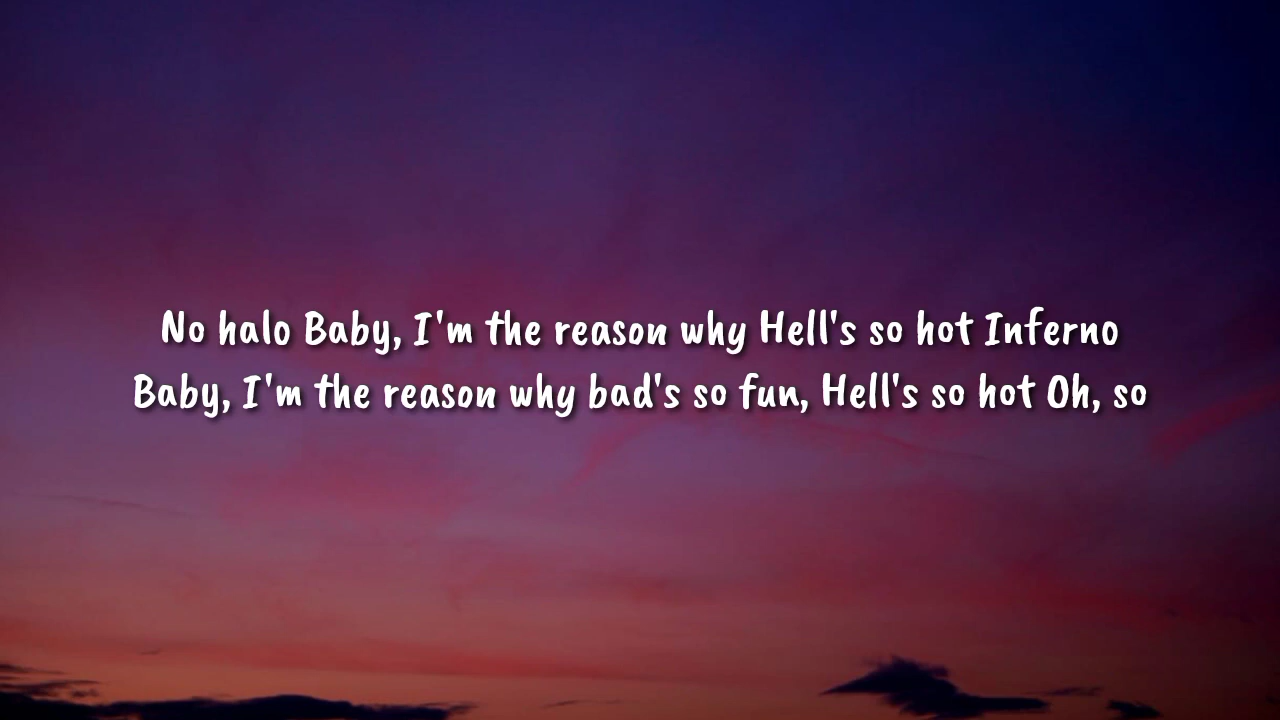 No halo Baby, I'm the reason why Hell's so hot Inferno
Baby, I'm the reason why bad's so fun, Hell's so hot Oh, so